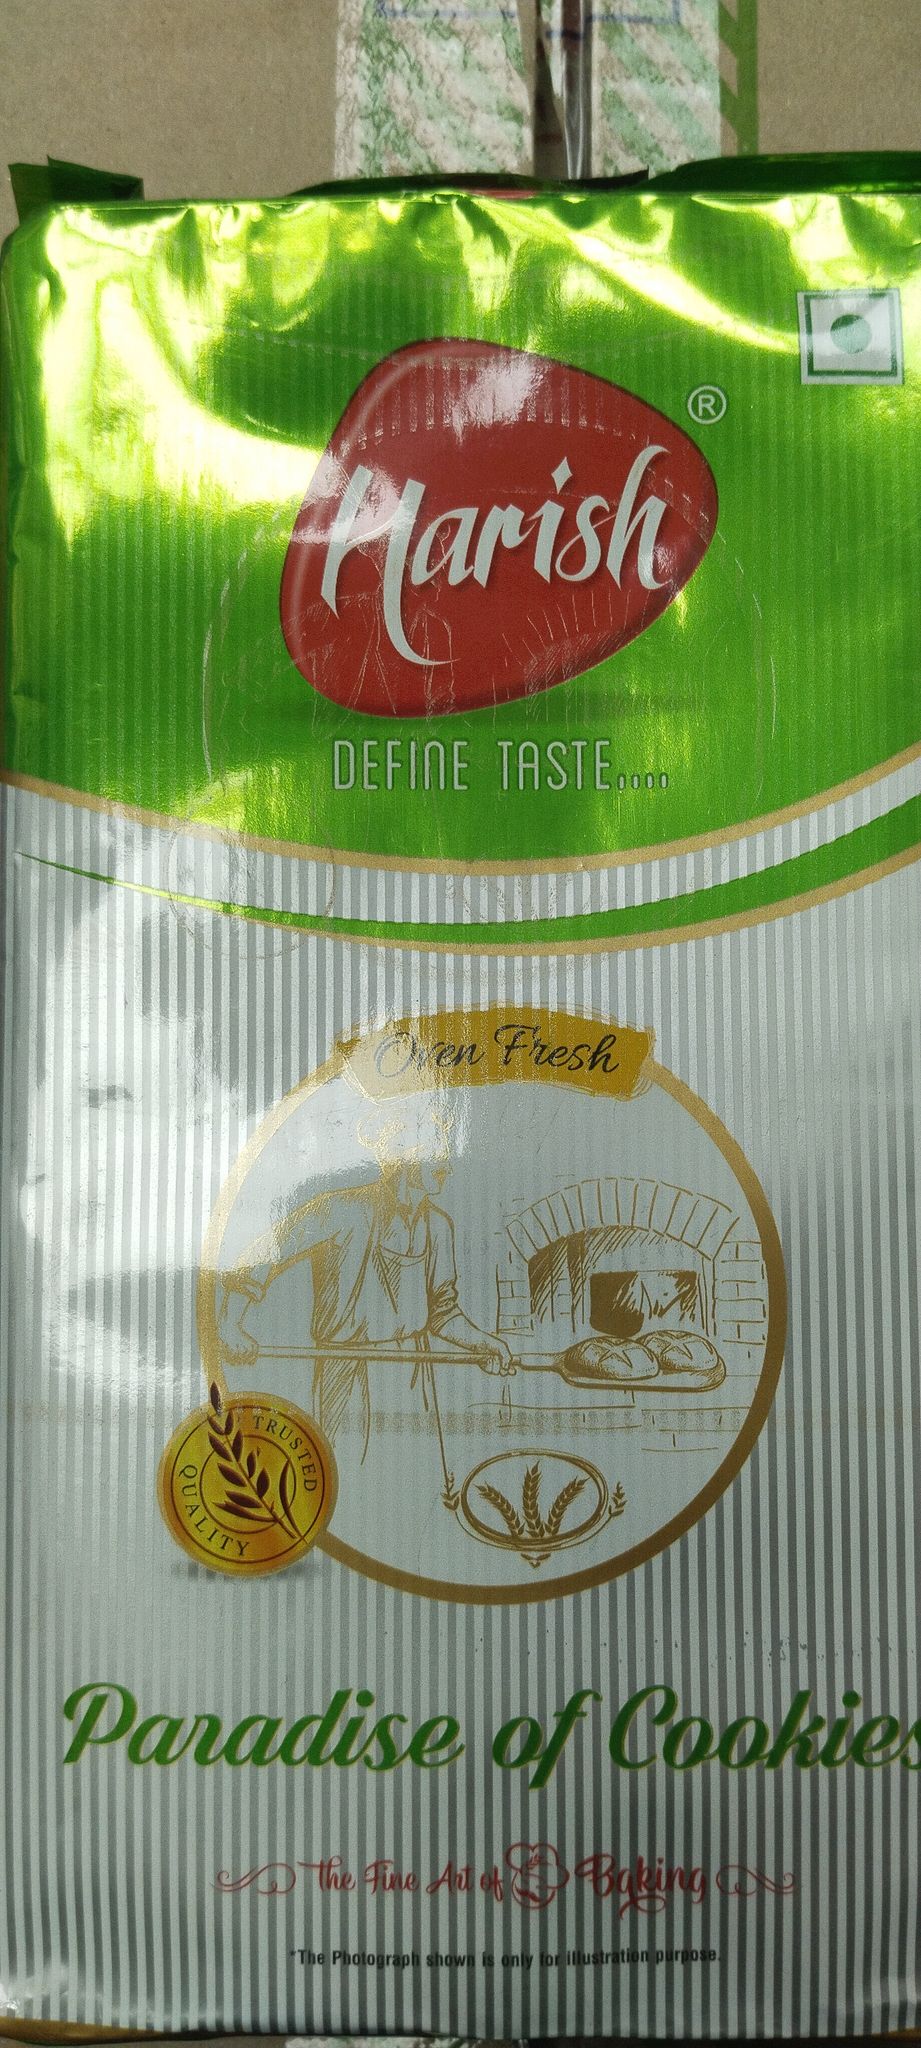 Harish
®
DEFINE TASTE....
Oven Fresh
TRUSTED
QUALITY
Paradise of Cookies
The Fine Art of Baking
*The Photograph shown is only for illustration purpose.